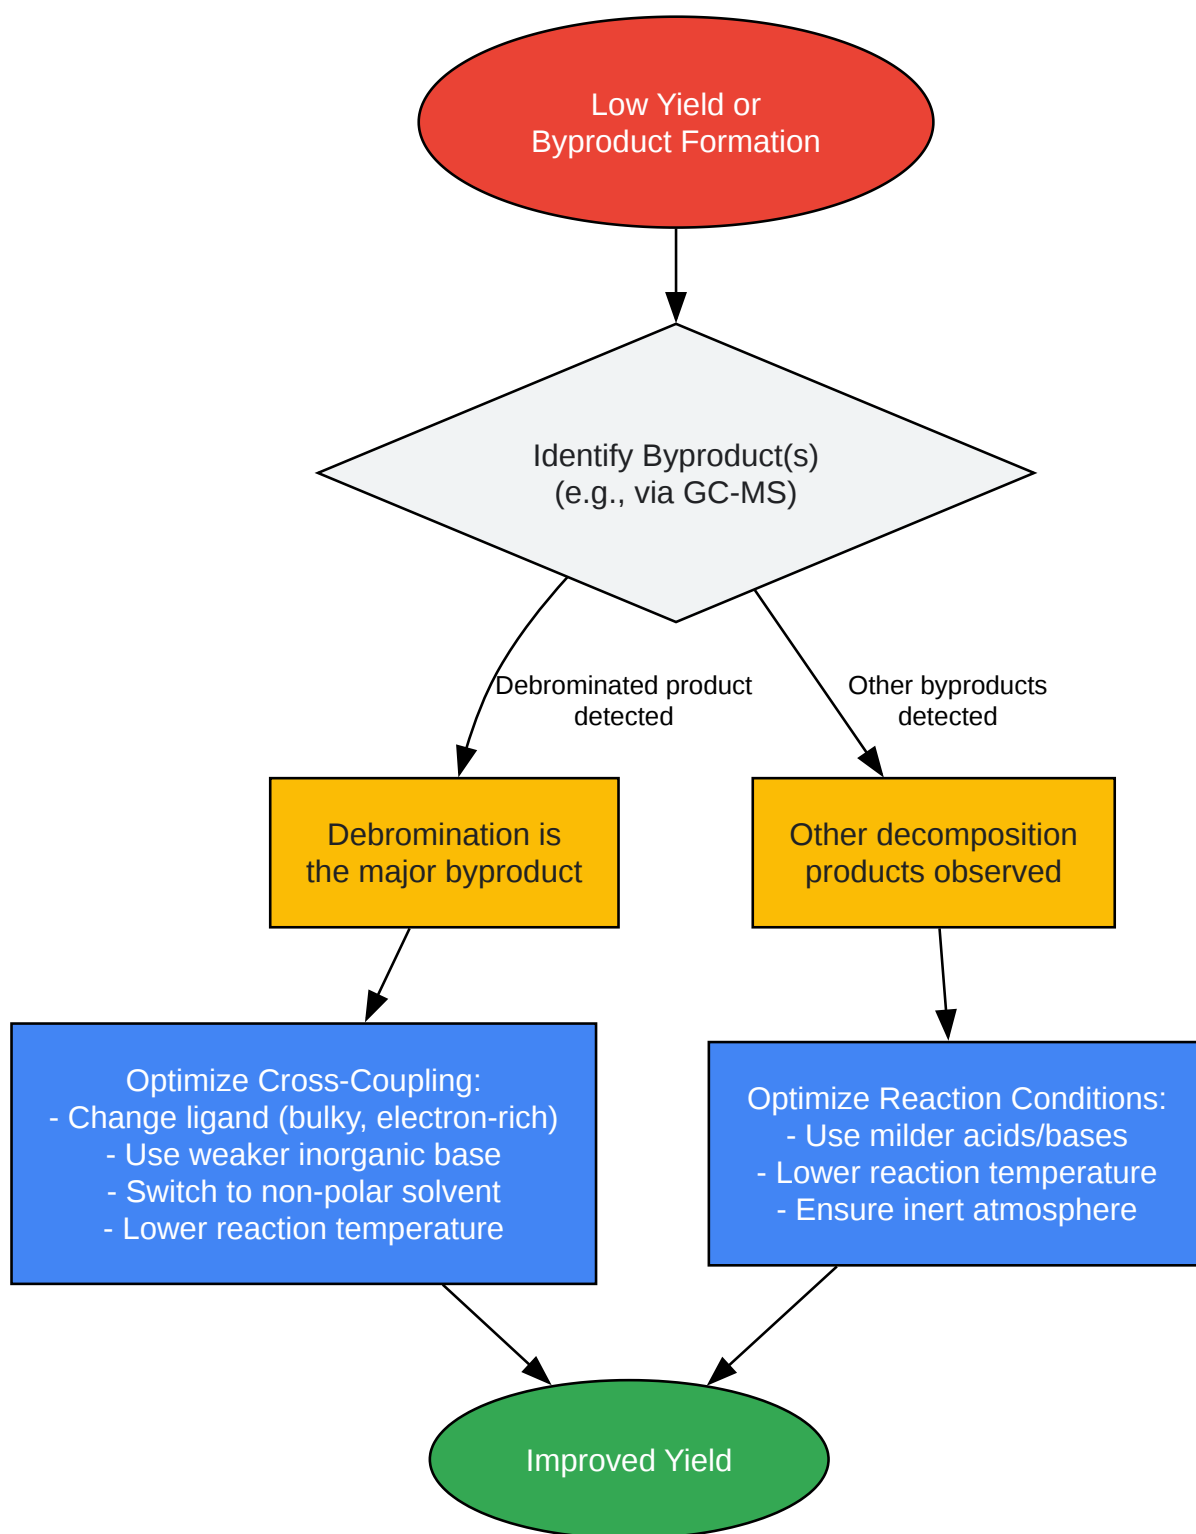 Low Yield or
Byproduct Formation
Identify Byproduct(s)
(e.g., via GC-MS)
Debrominated product
detected
Other byproducts
detected
Debromination is
the major byproduct
Other decomposition
products observed
Optimize Cross-Coupling:
- Change ligand (bulky, electron-rich)
- Use weaker inorganic base
- Switch to non-polar solvent
- Lower reaction temperature
Optimize Reaction Conditions:
- Use milder acids/bases
- Lower reaction temperature
- Ensure inert atmosphere
Improved Yield